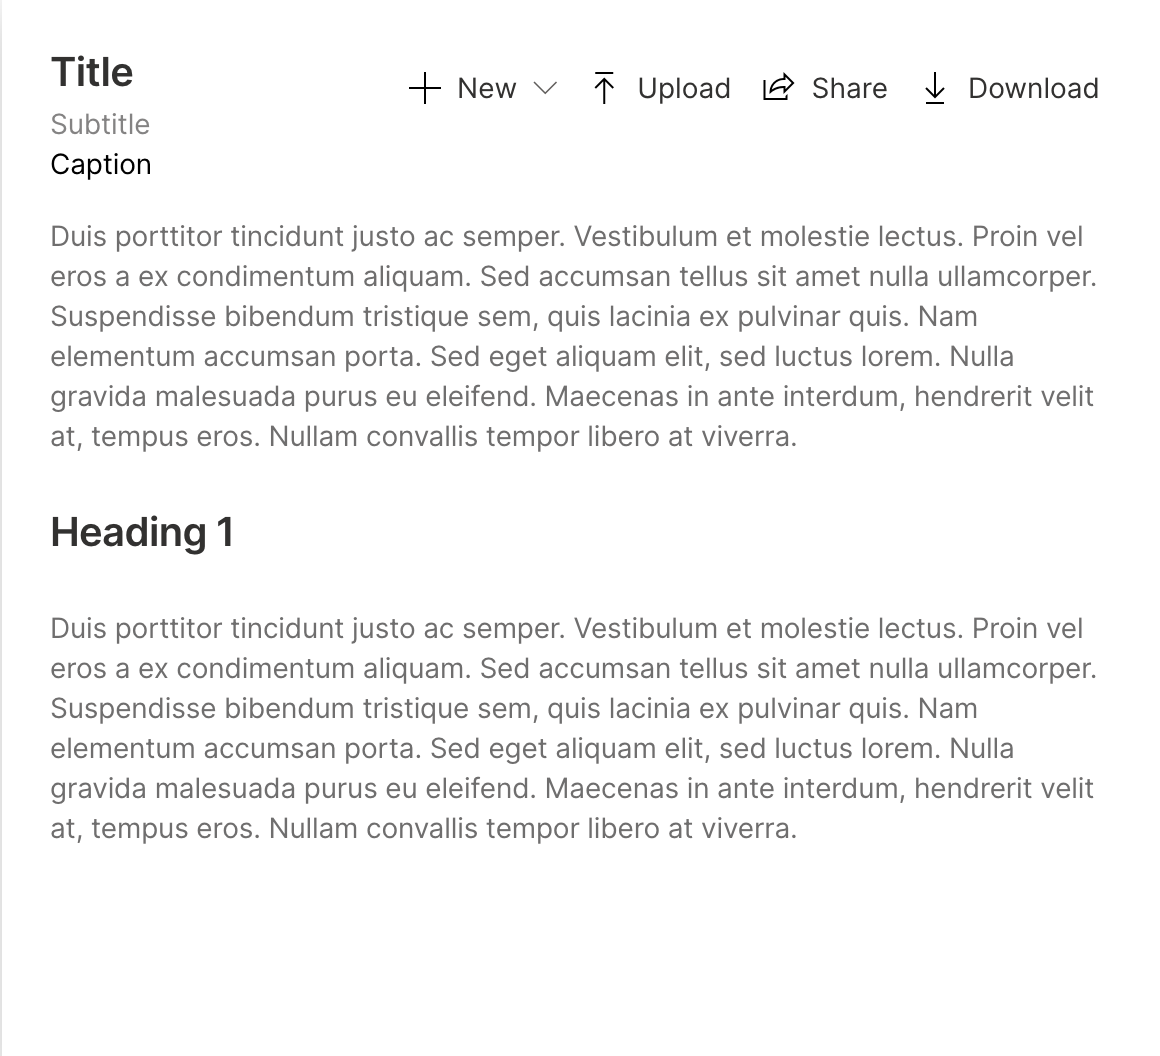 Title
New
Upload
Share
Download
Subtitle
Caption
Duis porttitor tincidunt justo ac semper. Vestibulum et molestie lectus. Proin vel
eros a ex condimentum aliquam. Sed accumsan tellus sit amet nulla ullamcorper.
Suspendisse bibendum tristique sem, quis lacinia ex pulvinar quis. Nam
elementum accumsan porta. Sed eget aliquam elit, sed luctus lorem. Nulla
gravida malesuada purus eu eleifend. Maecenas in ante interdum, hendrerit velit
at, tempus eros. Nullam convallis tempor libero at viverra.
Heading 1
Duis porttitor tincidunt justo ac semper. Vestibulum et molestie lectus. Proin vel
eros a ex condimentum aliquam. Sed accumsan tellus sit amet nulla ullamcorper.
Suspendisse bibendum tristique sem, quis lacinia ex pulvinar quis. Nam
elementum accumsan porta. Sed eget aliquam elit, sed luctus lorem. Nulla
gravida malesuada purus eu eleifend. Maecenas in ante interdum, hendrerit velit
at, tempus eros. Nullam convallis tempor libero at viverra.